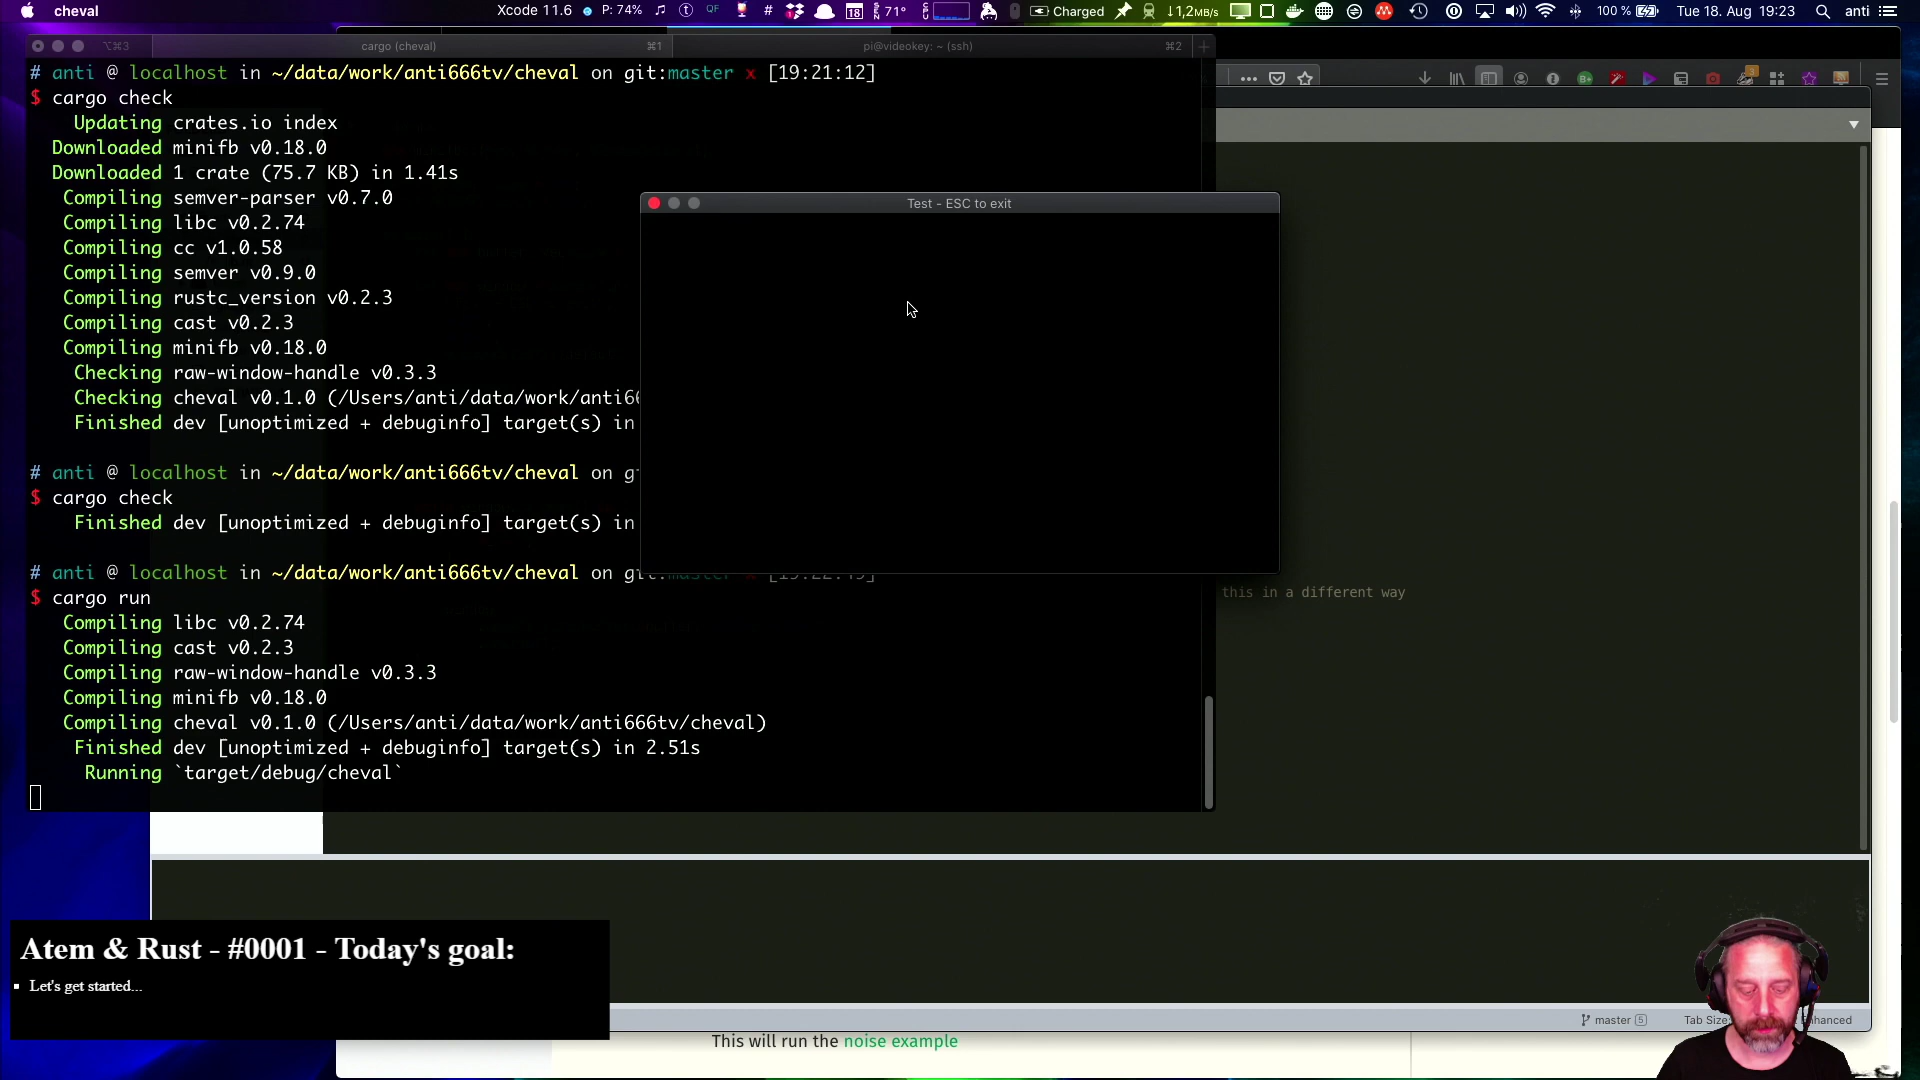 cheval
Xcode 11.6
P: 74%
QF
18
71°
Charged
1,2MB/s
100 %
Tue 18. Aug 19:23
anti
⌥⌘3
cargo (cheval)
⌘1
pi@videokey: ~ (ssh)
⌘2
# anti @ localhost in ~/data/work/anti666tv/cheval on git:master x [19:21:12]
$ cargo check
Updating crates.io index
Downloaded minifb v0.18.0
Downloaded 1 crate (75.7 KB) in 1.41s
Compiling semver-parser v0.7.0
Compiling libc v0.2.74
Compiling cc v1.0.58
Compiling semver v0.9.0
Compiling rustc_version v0.2.3
Compiling cast v0.2.3
Compiling minifb v0.18.0
Checking raw-window-handle v0.3.3
Checking cheval v0.1.0 (/Users/anti/data/work/anti66
Finished dev [unoptimized + debuginfo] target(s) in
Test - ESC to exit
# anti @ localhost in ~/data/work/anti666tv/cheval on g
$ cargo check
Finished dev [unoptimized + debuginfo] target(s) in
# anti @ localhost in ~/data/work/anti666tv/cheval on git:master x
$ cargo run
Compiling libc v0.2.74
Compiling cast v0.2.3
Compiling raw-window-handle v0.3.3
Compiling minifb v0.18.0
Compiling cheval v0.1.0 (/Users/anti/data/work/anti666tv/cheval)
Finished dev [unoptimized + debuginfo] target(s) in 2.51s
Running `target/debug/cheval`
this in a different way
Atem & Rust - #0001 - Today's goal:
▪ Let's get started...
master 5
Tab Size
hanced
This will run the noise example